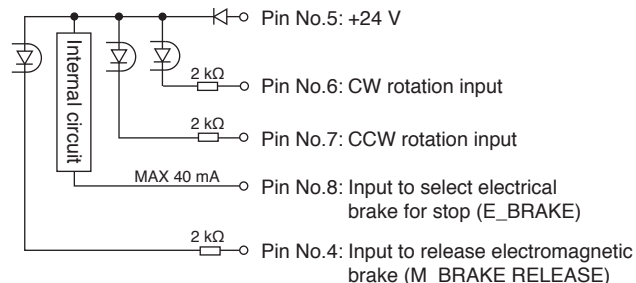 Pin No.5: +24 V
Internal circuit
2 kΩ
Pin No.6: CW rotation input
2 kΩ
Pin No.7: CCW rotation input
MAX 40 mA
Pin No.8: Input to select electrical
brake for stop (E_BRAKE)
2 kΩ
Pin No.4: Input to release electromagnetic
brake (M_BRAKE RELEASE)